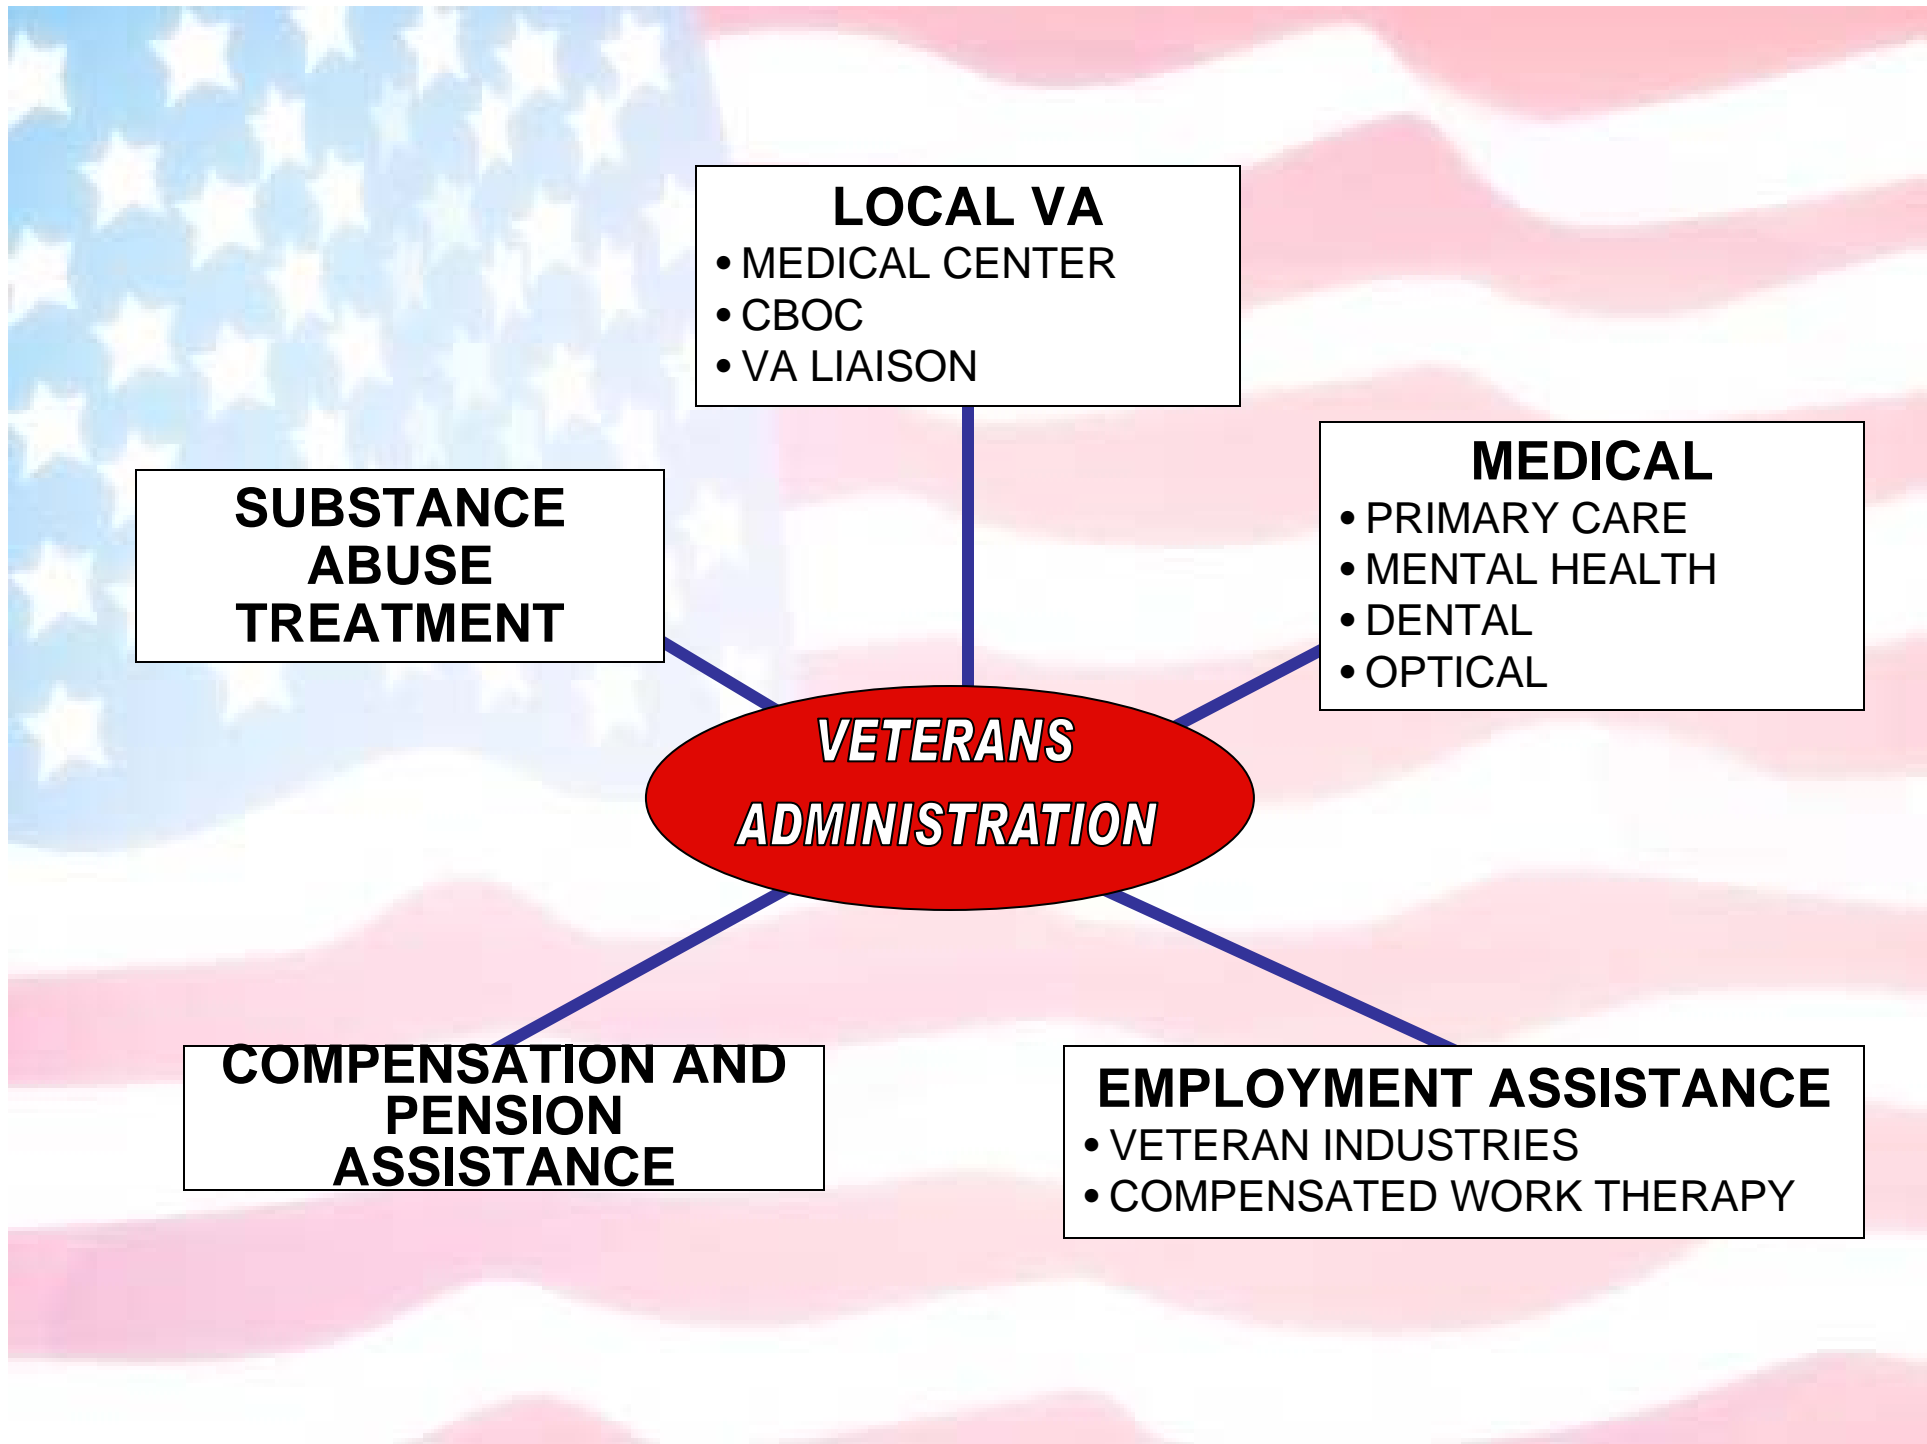 LOCAL VA
• MEDICAL CENTER
• CBOC
• VA LIAISON
MEDICAL
• PRIMARY CARE
• MENTAL HEALTH
• DENTAL
• OPTICAL
SUBSTANCE
ABUSE
TREATMENT
VETERANS
ADMINISTRATION
COMPENSATION AND
PENSION
ASSISTANCE
EMPLOYMENT ASSISTANCE
• VETERAN INDUSTRIES
• COMPENSATED WORK THERAPY